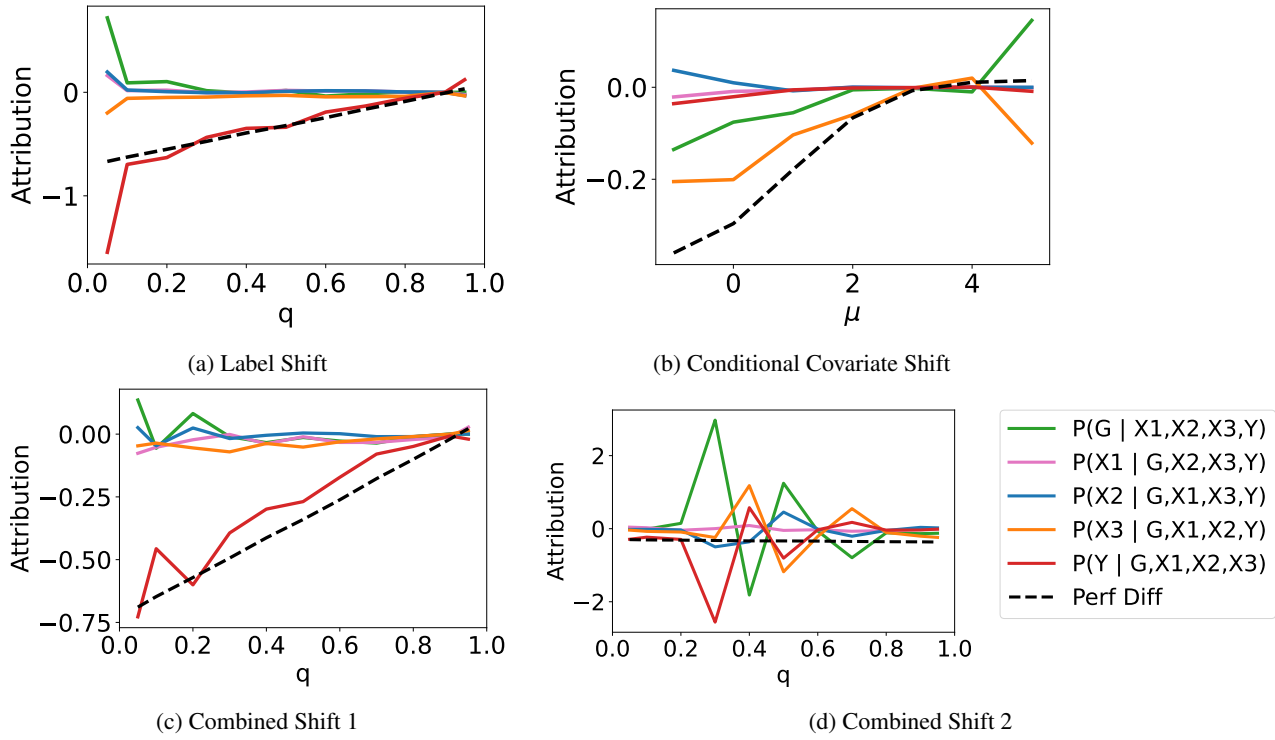 Attribution
0
−1
0.0 0.2 0.4 0.6 0.8 1.0
q
(a) Label Shift
Attribution
0.0
−0.2
0 2 4
μ
(b) Conditional Covariate Shift
Attribution
0.00
−0.25
−0.50
−0.75
0.0 0.2 0.4 0.6 0.8 1.0
q
(c) Combined Shift 1
Attribution
2
0
−2
0.0 0.2 0.4 0.6 0.8 1.0
q
(d) Combined Shift 2
P(G | X1,X2,X3,Y)
P(X1 | G,X2,X3,Y)
P(X2 | G,X1,X3,Y)
P(X3 | G,X1,X2,Y)
P(Y | G,X1,X2,X3)
Perf Diff